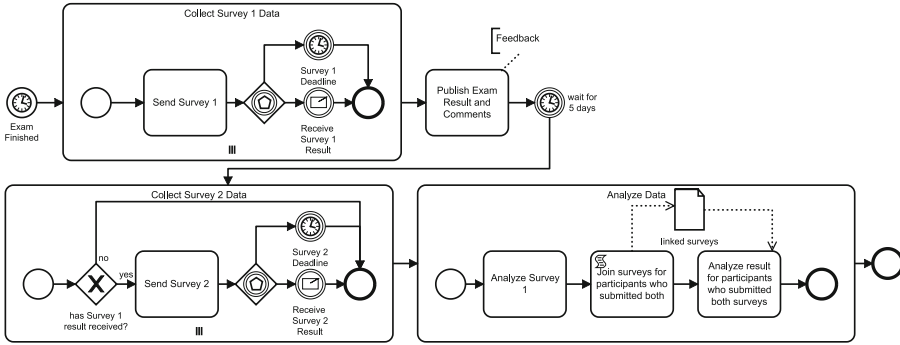 Collect Survey 1 Data
Exam
Finished
Send Survey 1
Survey 1
Deadline
Receive
Survey 1
Result
Feedback
Publish Exam
Result and
Comments
wait for
5 days
Collect Survey 2 Data
no
yes
has Survey 1
result received?
Send Survey 2
Survey 2
Deadline
Receive
Survey 2
Result
Analyze Data
linked surveys
Analyze Survey
1
Join surveys for
participants who
submitted both
Analyze result
for participants
who submitted
both surveys